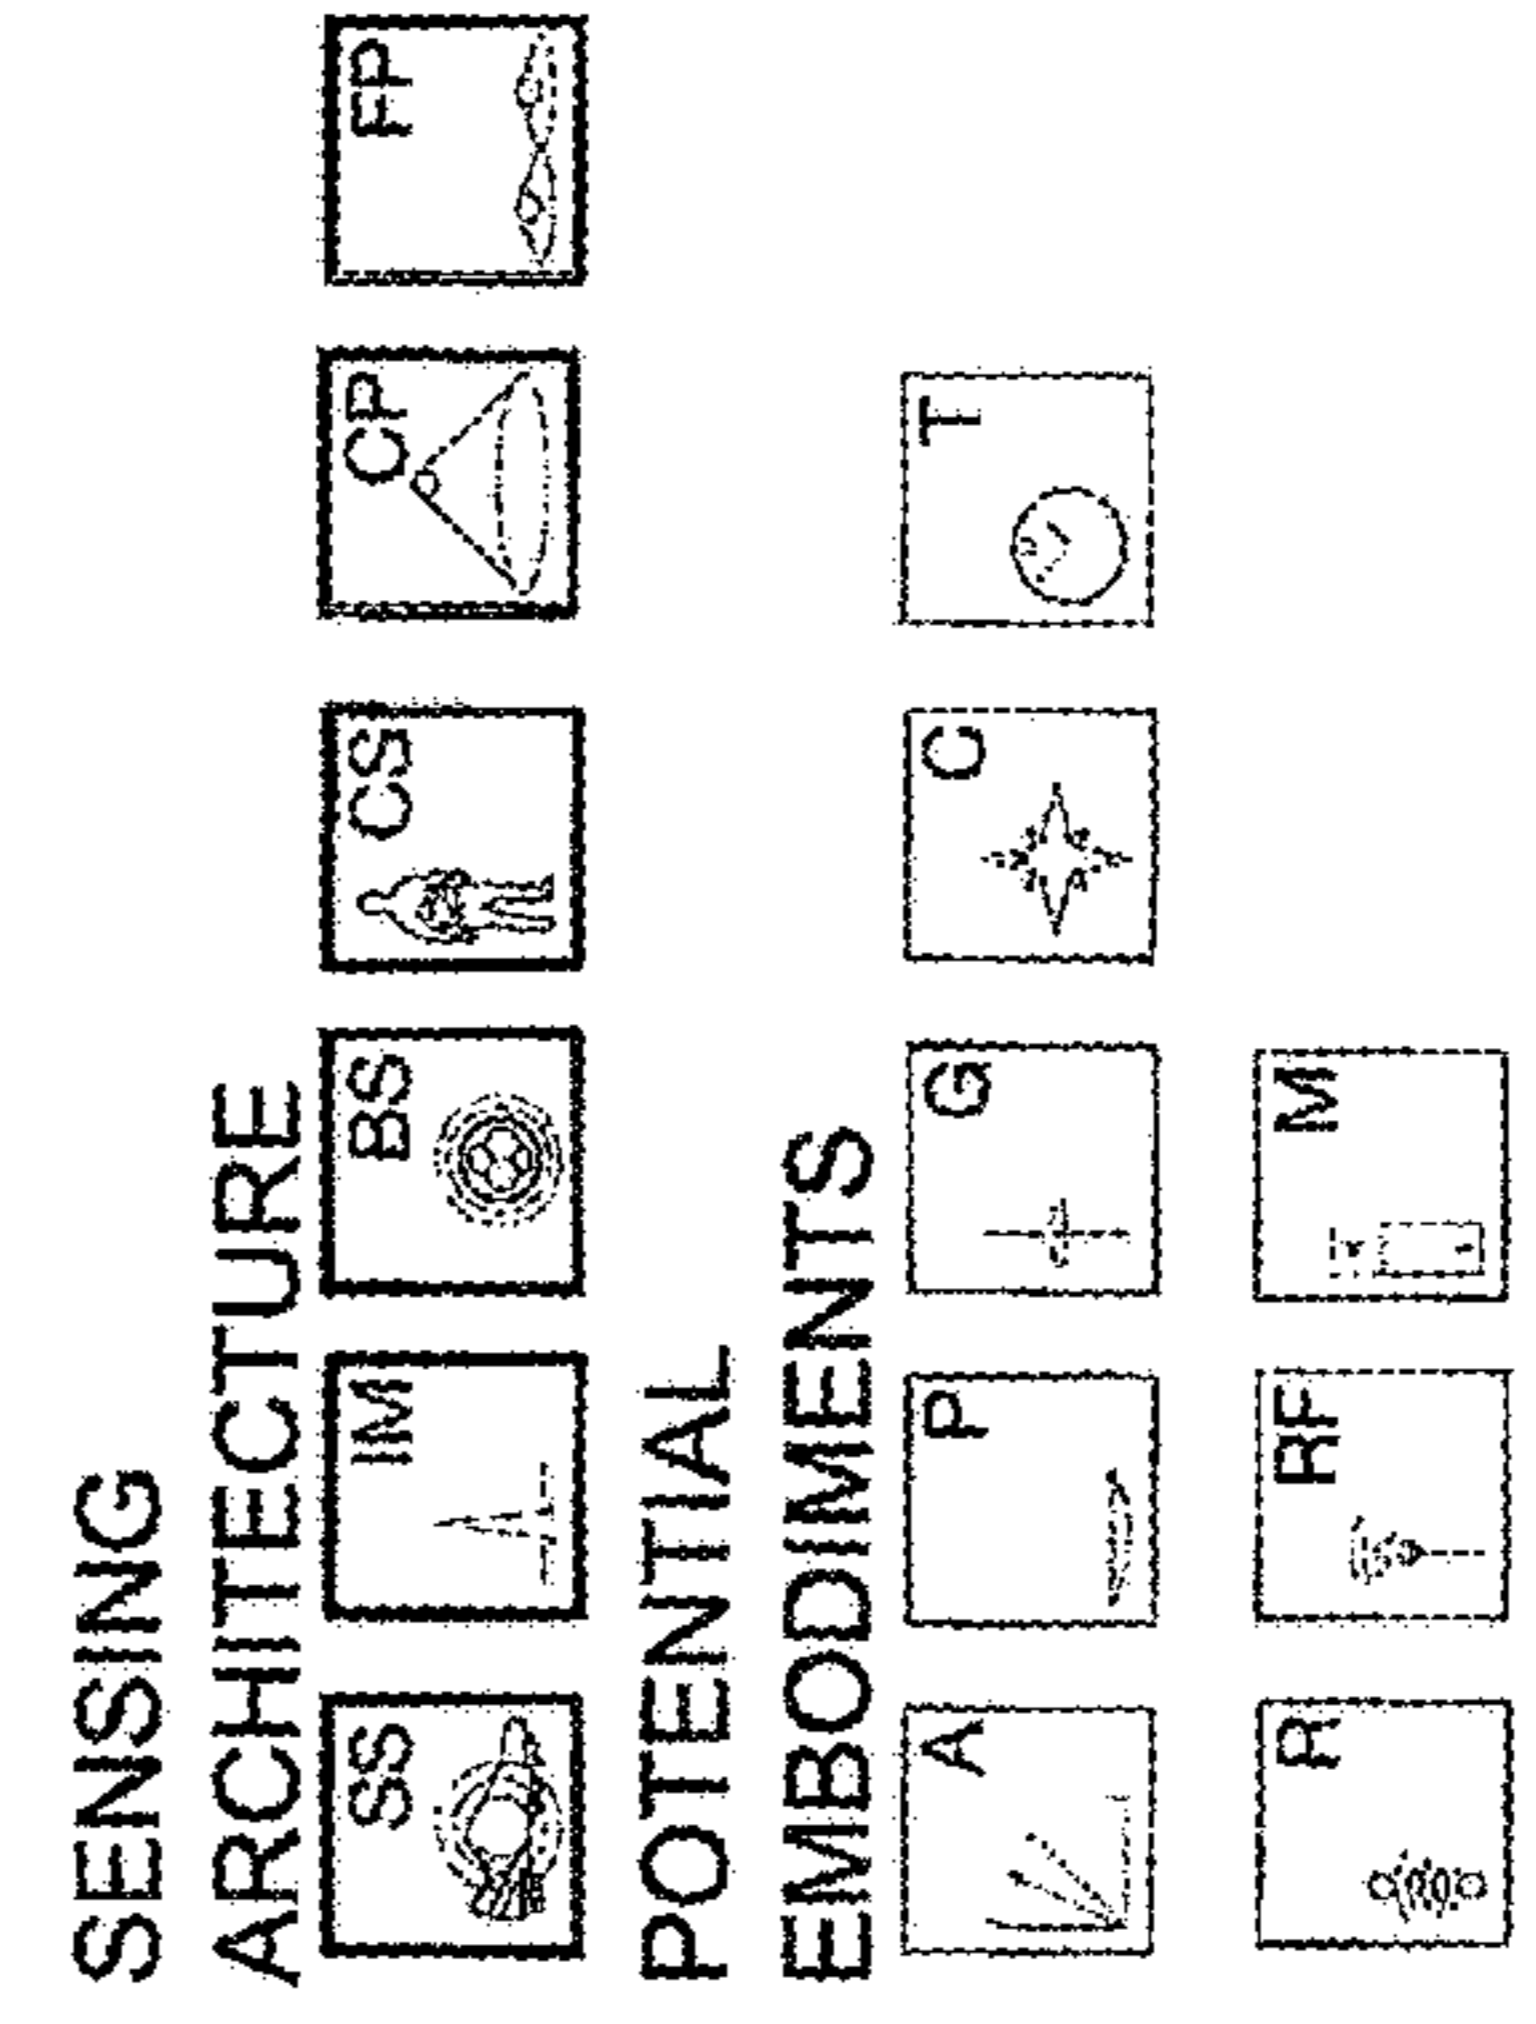 SENSING
ARCHITECTURE
SS IM BS CS CP FP
POTENTIAL
EMBODIMENTS
A P G C T
R RF M